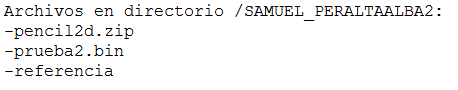 Archivos en directorio /SAMUEL_PERALTAALBA2:
-pencil2d.zip
-prueba2.bin
-referencia